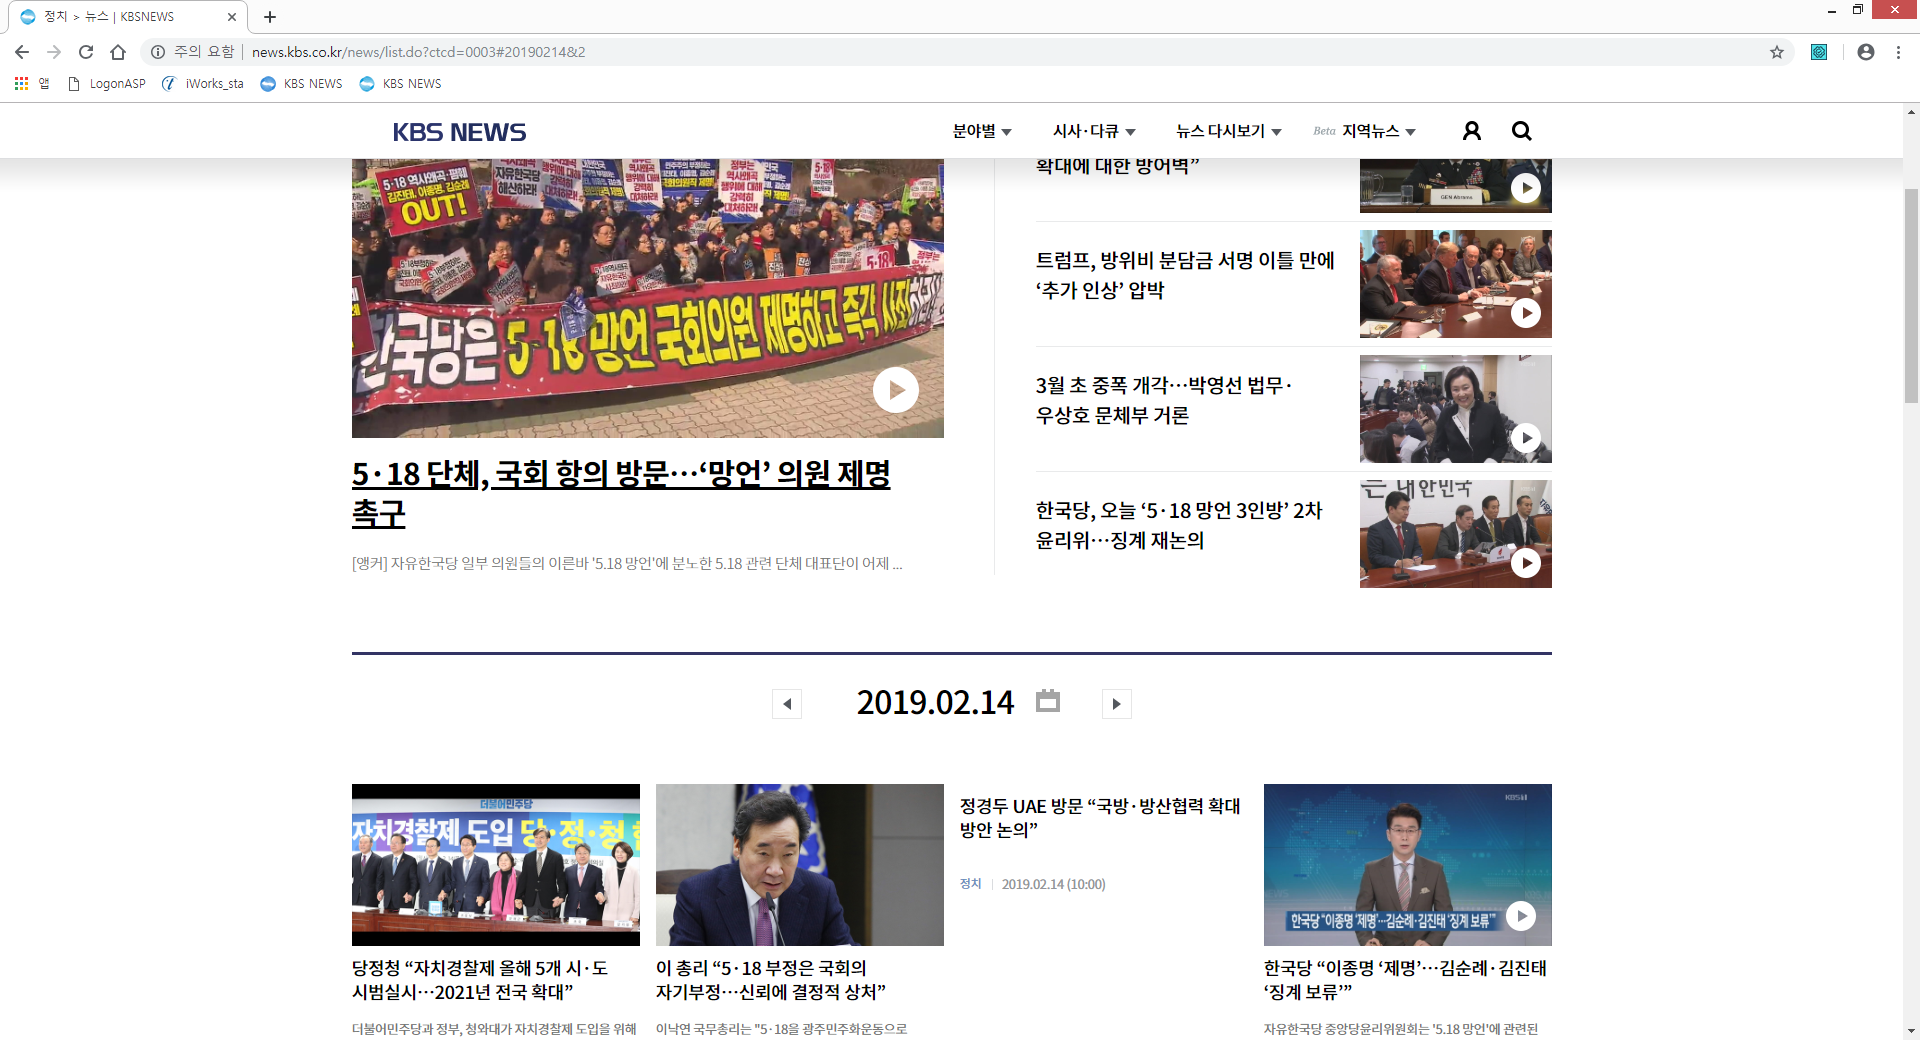 정치 > 뉴스 | KBSNEWS
주의 요함
news.kbs.co.kr/news/list.do?ctcd=0003#20190214&2
앱
LogonASP
iWorks_sta
KBS NEWS
KBS NEWS
KBS NEWS
분야별
시사·다큐
뉴스 다시보기
Beta 지역뉴스
5·18 역사왜곡·폄훼
김진태, 이종명, 김순례
OUT!
한국당은 5·18 망언 국회의원 제명하고 즉각 사죄하라
5·18 단체, 국회 항의 방문…‘망언’ 의원 제명
촉구
[앵커] 자유한국당 일부 의원들의 이른바 '5.18 망언'에 분노한 5.18 관련 단체 대표단이 어제 ...
확대에 대한 방어벽”
GEN Abrams
트럼프, 방위비 분담금 서명 이틀 만에
‘추가 인상’ 압박
3월 초 중폭 개각…박영선 법무·
우상호 문체부 거론
한국당, 오늘 ‘5·18 망언 3인방’ 2차
윤리위…징계 재논의
는 대한민국
2019.02.14
더불어민주당
자치경찰제 도입 당·정·청
당정청 “자치경찰제 올해 5개 시·도
시범실시…2021년 전국 확대”
더불어민주당과 정부, 청와대가 자치경찰제 도입을 위해
이 총리 “5·18 부정은 국회의
자기부정…신뢰에 결정적 상처”
이낙연 국무총리는 "5·18을 광주민주화운동으로
정경두 UAE 방문 “국방·방산협력 확대
방안 논의”
정치 | 2019.02.14 (10:00)
KBS1
한국당 "이종명 '제명'…김순례·김진태 '징계 보류'"
한국당 “이종명 ‘제명’…김순례·김진태
‘징계 보류’”
자유한국당 중앙당윤리위원회는 '5.18 망언'에 관련된